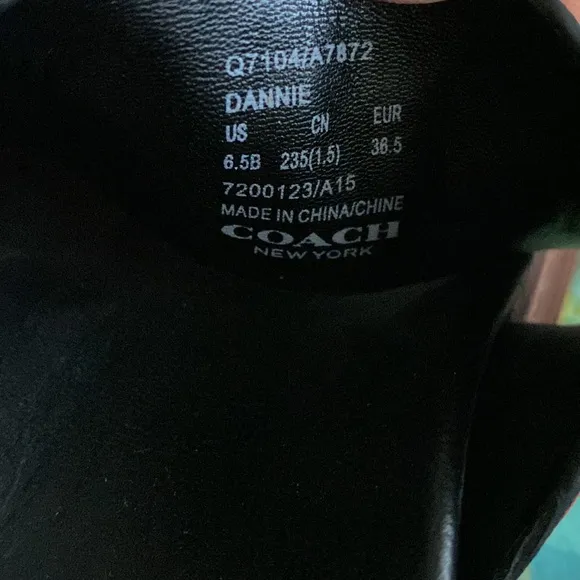 Q7104/A7872
DANNIE
US CN EUR
6.5B 235(1,5) 36.5
7200123/A15
MADE IN CHINA/CHINE
COACH
NEW YORK